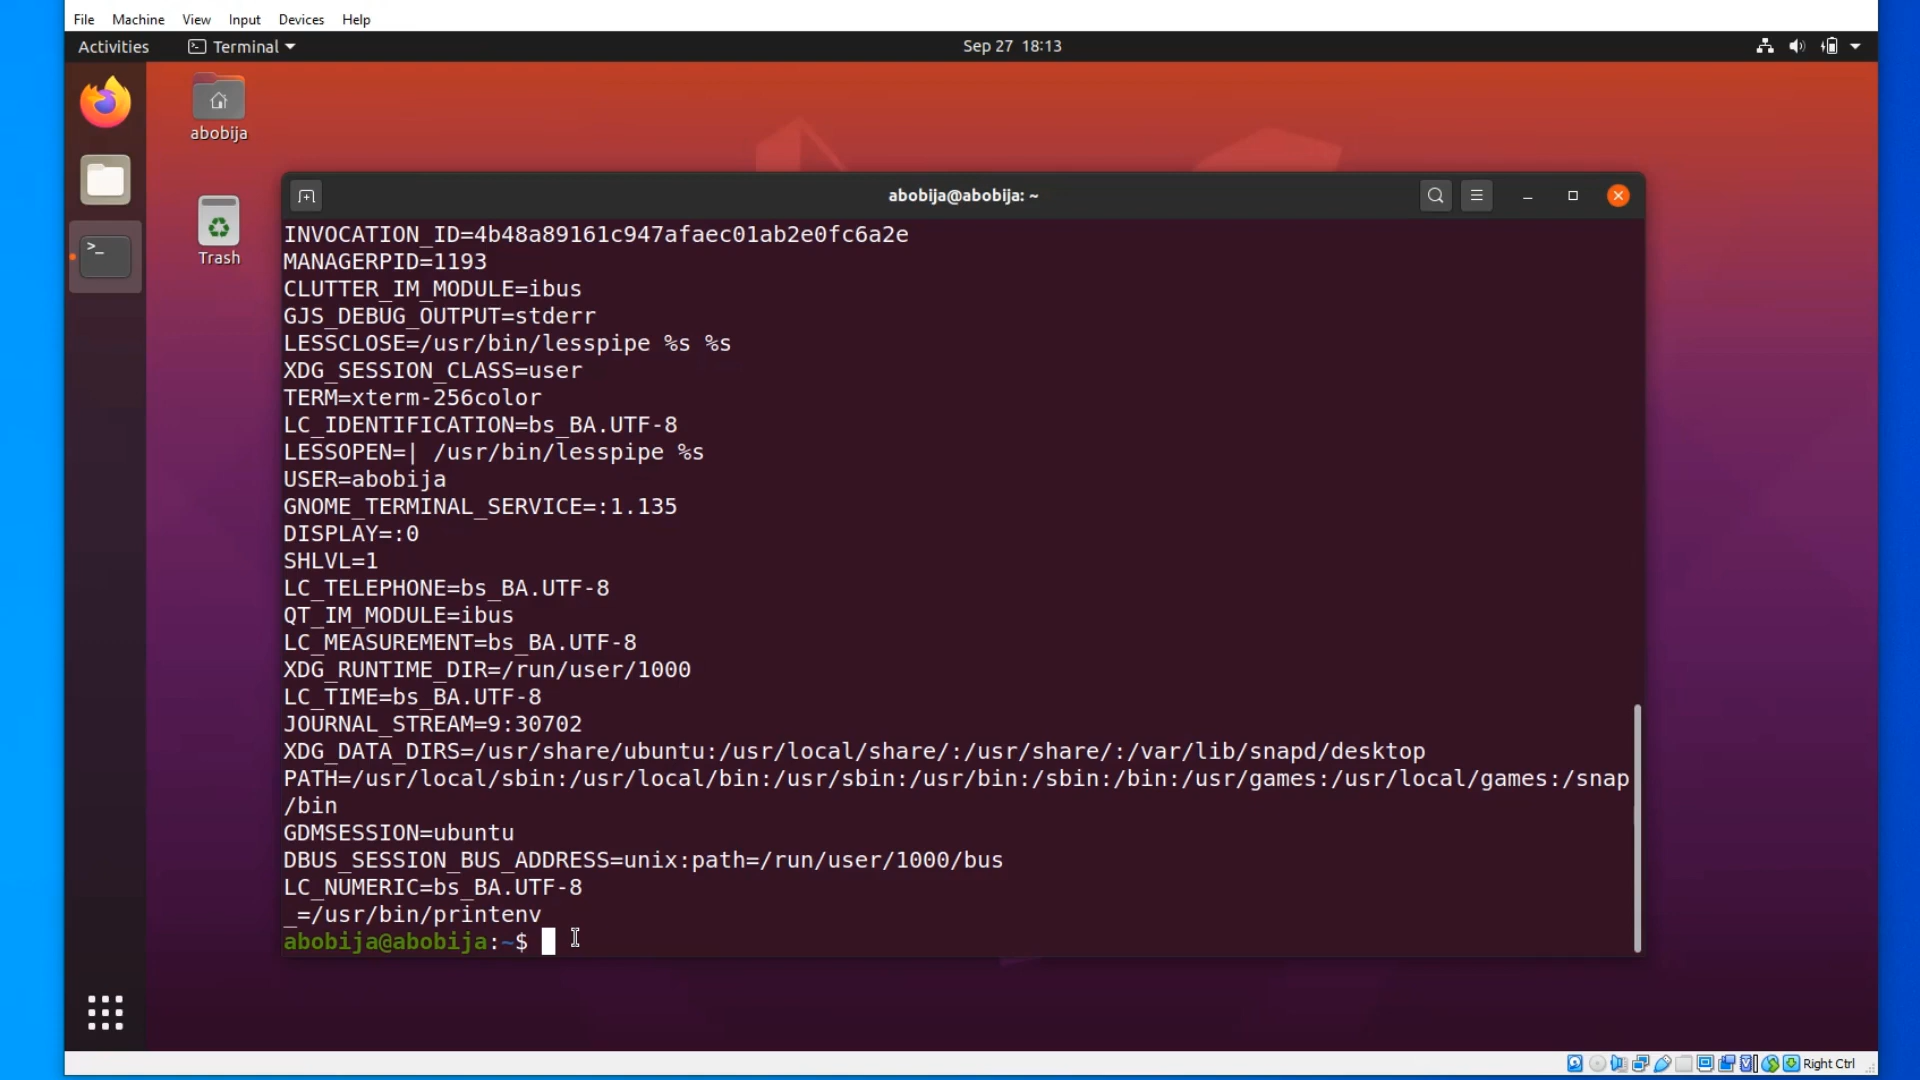 File Machine View Input Devices Help
Activities Terminal Sep 27 18:13
abobija
Trash
abobija@abobija: ~
INVOCATION_ID=4b48a89161c947afaec01ab2e0fc6a2e
MANAGERPID=1193
CLUTTER_IM_MODULE=ibus
GJS_DEBUG_OUTPUT=stderr
LESSCLOSE=/usr/bin/lesspipe %s %s
XDG_SESSION_CLASS=user
TERM=xterm-256color
LC_IDENTIFICATION=bs_BA.UTF-8
LESSOPEN=| /usr/bin/lesspipe %s
USER=abobija
GNOME_TERMINAL_SERVICE=:1.135
DISPLAY=:0
SHLVL=1
LC_TELEPHONE=bs_BA.UTF-8
QT_IM_MODULE=ibus
LC_MEASUREMENT=bs_BA.UTF-8
XDG_RUNTIME_DIR=/run/user/1000
LC_TIME=bs_BA.UTF-8
JOURNAL_STREAM=9:30702
XDG_DATA_DIRS=/usr/share/ubuntu:/usr/local/share/:/usr/share/:/var/lib/snapd/desktop
PATH=/usr/local/sbin:/usr/local/bin:/usr/sbin:/usr/bin:/sbin:/bin:/usr/games:/usr/local/games:/snap
/bin
GDMSESSION=ubuntu
DBUS_SESSION_BUS_ADDRESS=unix:path=/run/user/1000/bus
LC_NUMERIC=bs_BA.UTF-8
_=/usr/bin/printenv
abobija@abobija:~$
Right Ctrl